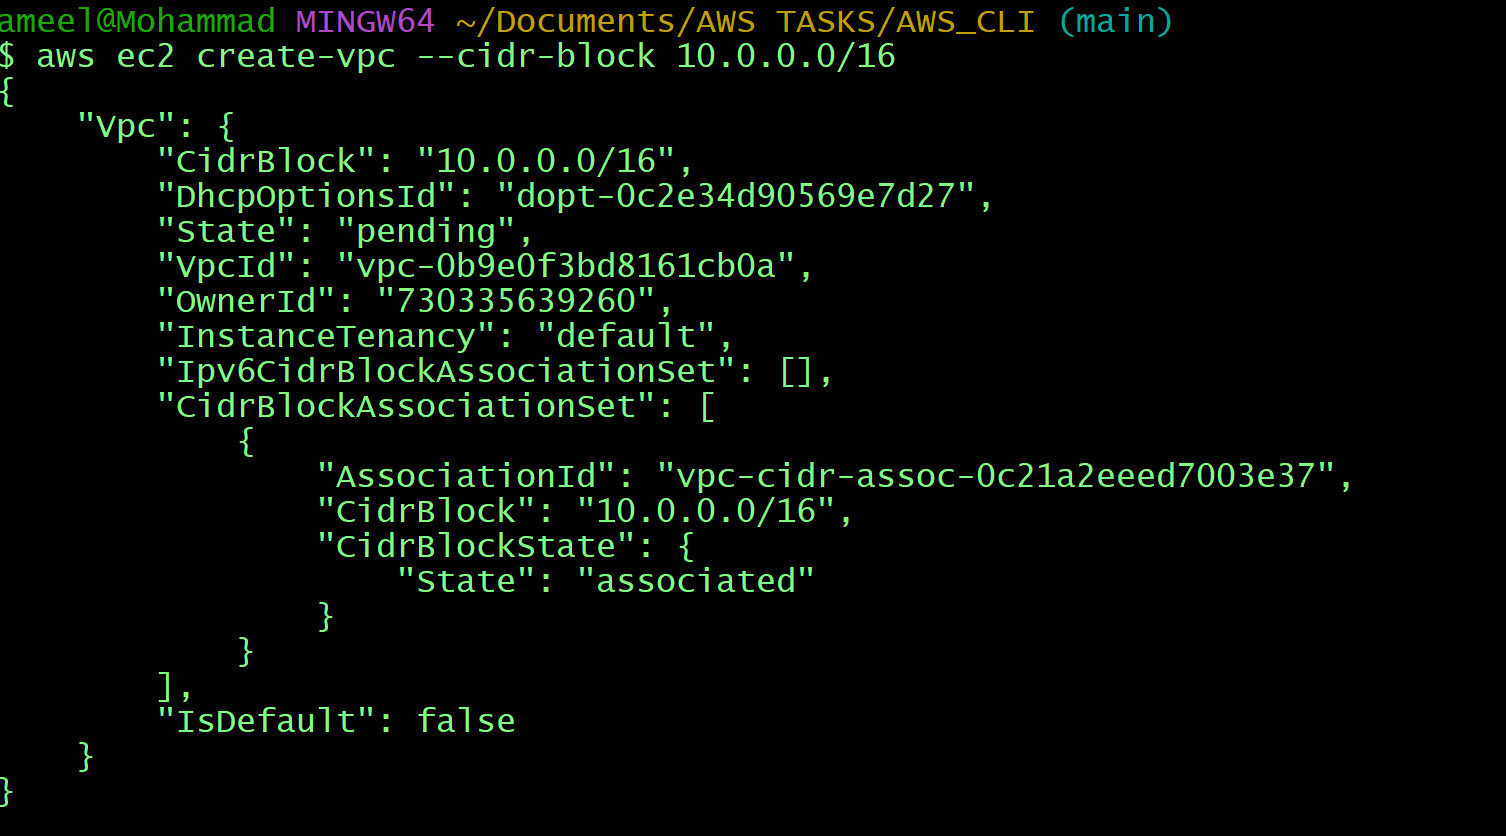 ameel@Mohammad MINGW64 ~/Documents/AWS TASKS/AWS_CLI (main)
$ aws ec2 create-vpc --cidr-block 10.0.0.0/16
{
    "Vpc": {
        "CidrBlock": "10.0.0.0/16",
        "DhcpOptionsId": "dopt-0c2e34d90569e7d27",
        "State": "pending",
        "VpcId": "vpc-0b9e0f3bd8161cb0a",
        "OwnerId": "730335639260",
        "InstanceTenancy": "default",
        "Ipv6CidrBlockAssociationSet": [],
        "CidrBlockAssociationSet": [
            {
                "AssociationId": "vpc-cidr-assoc-0c21a2eeed7003e37",
                "CidrBlock": "10.0.0.0/16",
                "CidrBlockState": {
                    "State": "associated"
                }
            }
        ],
        "IsDefault": false
    }
}